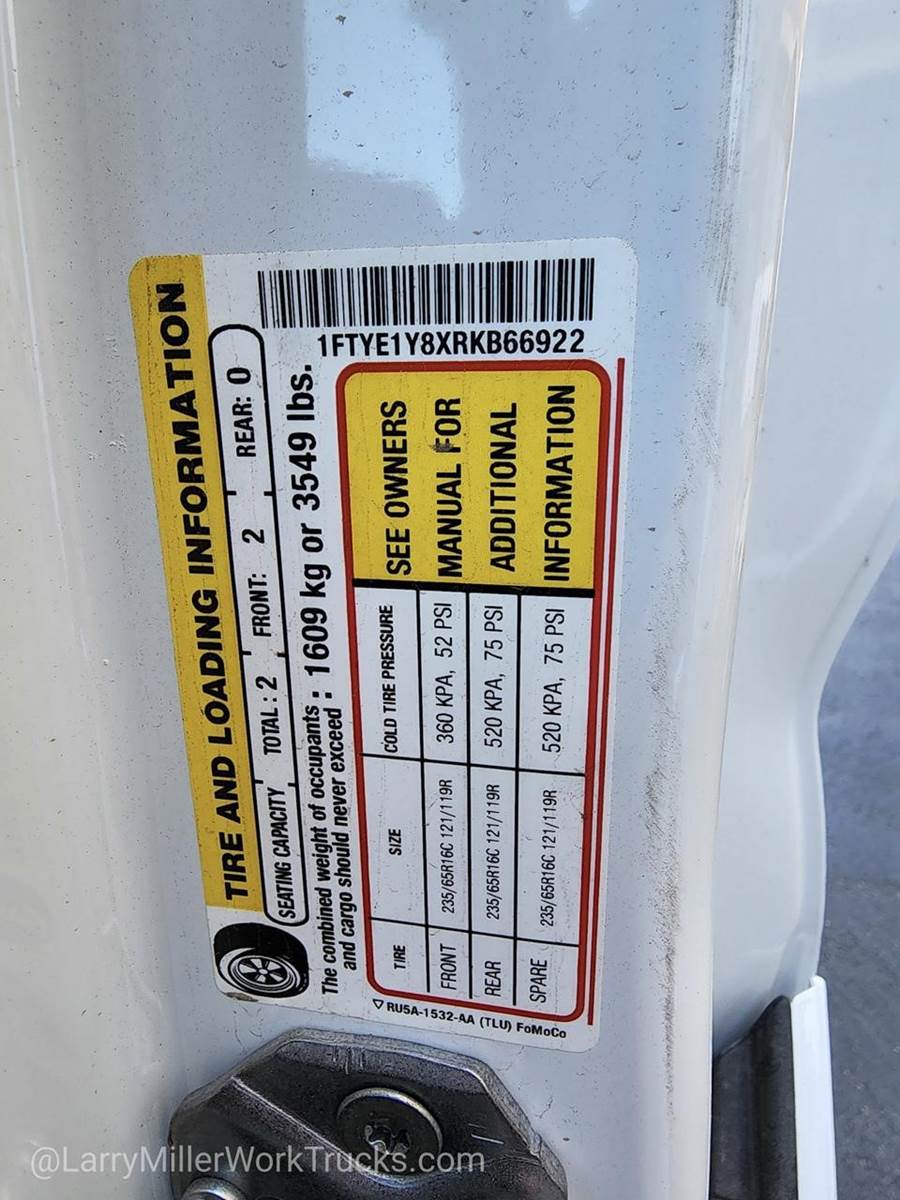 TIRE AND LOADING INFORMATION
SEATING CAPACITY TOTAL : 2 FRONT: 2 REAR: 0
The combined weight of occupants : 1609 kg or 3549 lbs.
and cargo should never exceed
1FTYE1Y8XRKB66922
TIRE SIZE COLD TIRE PRESSURE
FRONT 235/65R16C 121/119R 360 KPA, 52 PSI
REAR 235/65R16C 121/119R 520 KPA, 75 PSI
SPARE 235/65R16C 121/119R 520 KPA, 75 PSI
SEE OWNERS
MANUAL FOR
ADDITIONAL
INFORMATION
RU5A-1532-AA (TLU) FoMoCo
@LarryMillerWorkTrucks.com